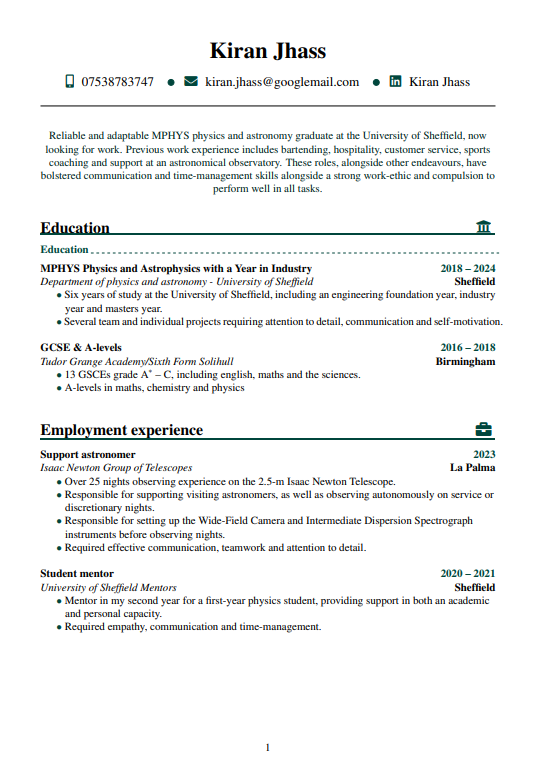 Kiran Jhass
07538783747 ● kiran.jhass@googlemail.com ● Kiran Jhass
Reliable and adaptable MPHYS physics and astronomy graduate at the University of Sheffield, now
looking for work. Previous work experience includes bartending, hospitality, customer service, sports
coaching and support at an astronomical observatory. These roles, alongside other endeavours, have
bolstered communication and time-management skills alongside a strong work-ethic and compulsion to
perform well in all tasks.
Education
Education
MPHYS Physics and Astrophysics with a Year in Industry 2018 – 2024
Department of physics and astronomy - University of Sheffield Sheffield
● Six years of study at the University of Sheffield, including an engineering foundation year, industry
year and masters year.
● Several team and individual projects requiring attention to detail, communication and self-motivation.
GCSE & A-levels 2016 – 2018
Tudor Grange Academy/Sixth Form Solihull Birmingham
● 13 GSCEs grade A* – C, including english, maths and the sciences.
● A-levels in maths, chemistry and physics
Employment experience
Support astronomer 2023
Isaac Newton Group of Telescopes La Palma
● Over 25 nights observing experience on the 2.5-m Isaac Newton Telescope.
● Responsible for supporting visiting astronomers, as well as observing autonomously on service or
discretionary nights.
● Responsible for setting up the Wide-Field Camera and Intermediate Dispersion Spectrograph
instruments before observing nights.
● Required effective communication, teamwork and attention to detail.
Student mentor 2020 – 2021
University of Sheffield Mentors Sheffield
● Mentor in my second year for a first-year physics student, providing support in both an academic
and personal capacity.
● Required empathy, communication and time-management.
1